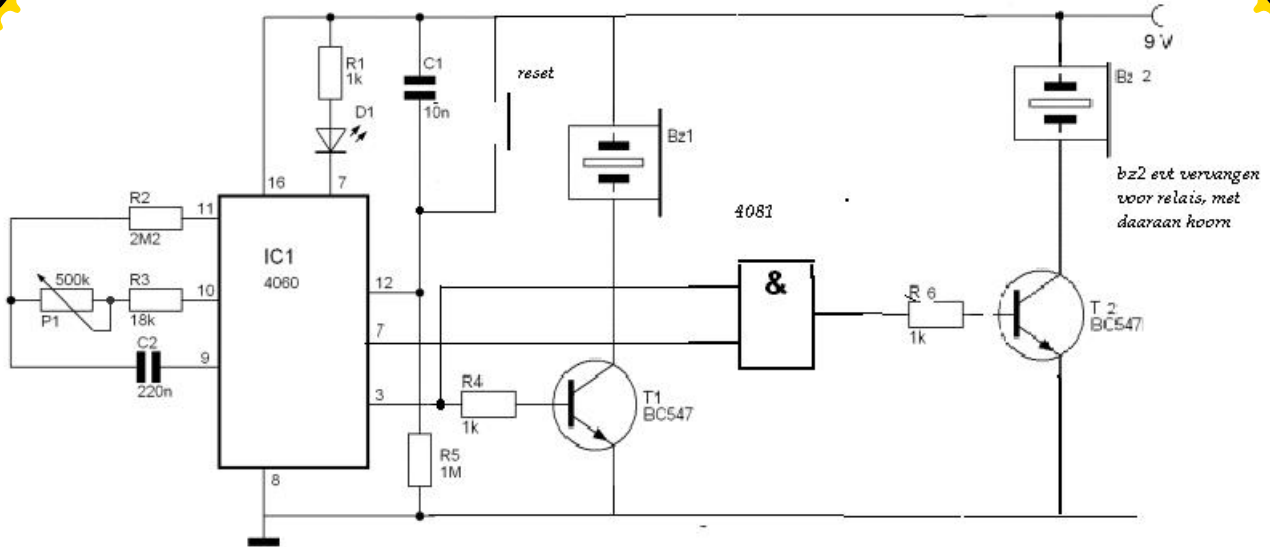 9 V
R1
1k
C1
10n
reset
D1
Bz1
Bz 2
bz2 evt vervangen
voor relais, met
daaraan hoorn
16
7
R2
11
2M2
4081
IC1
4060
&
500k
R3
10
12
P1
18k
R 6
1k
T 2
BC547
7
C2
9
220n
3
R4
1k
T1
BC547
R5
1M
8